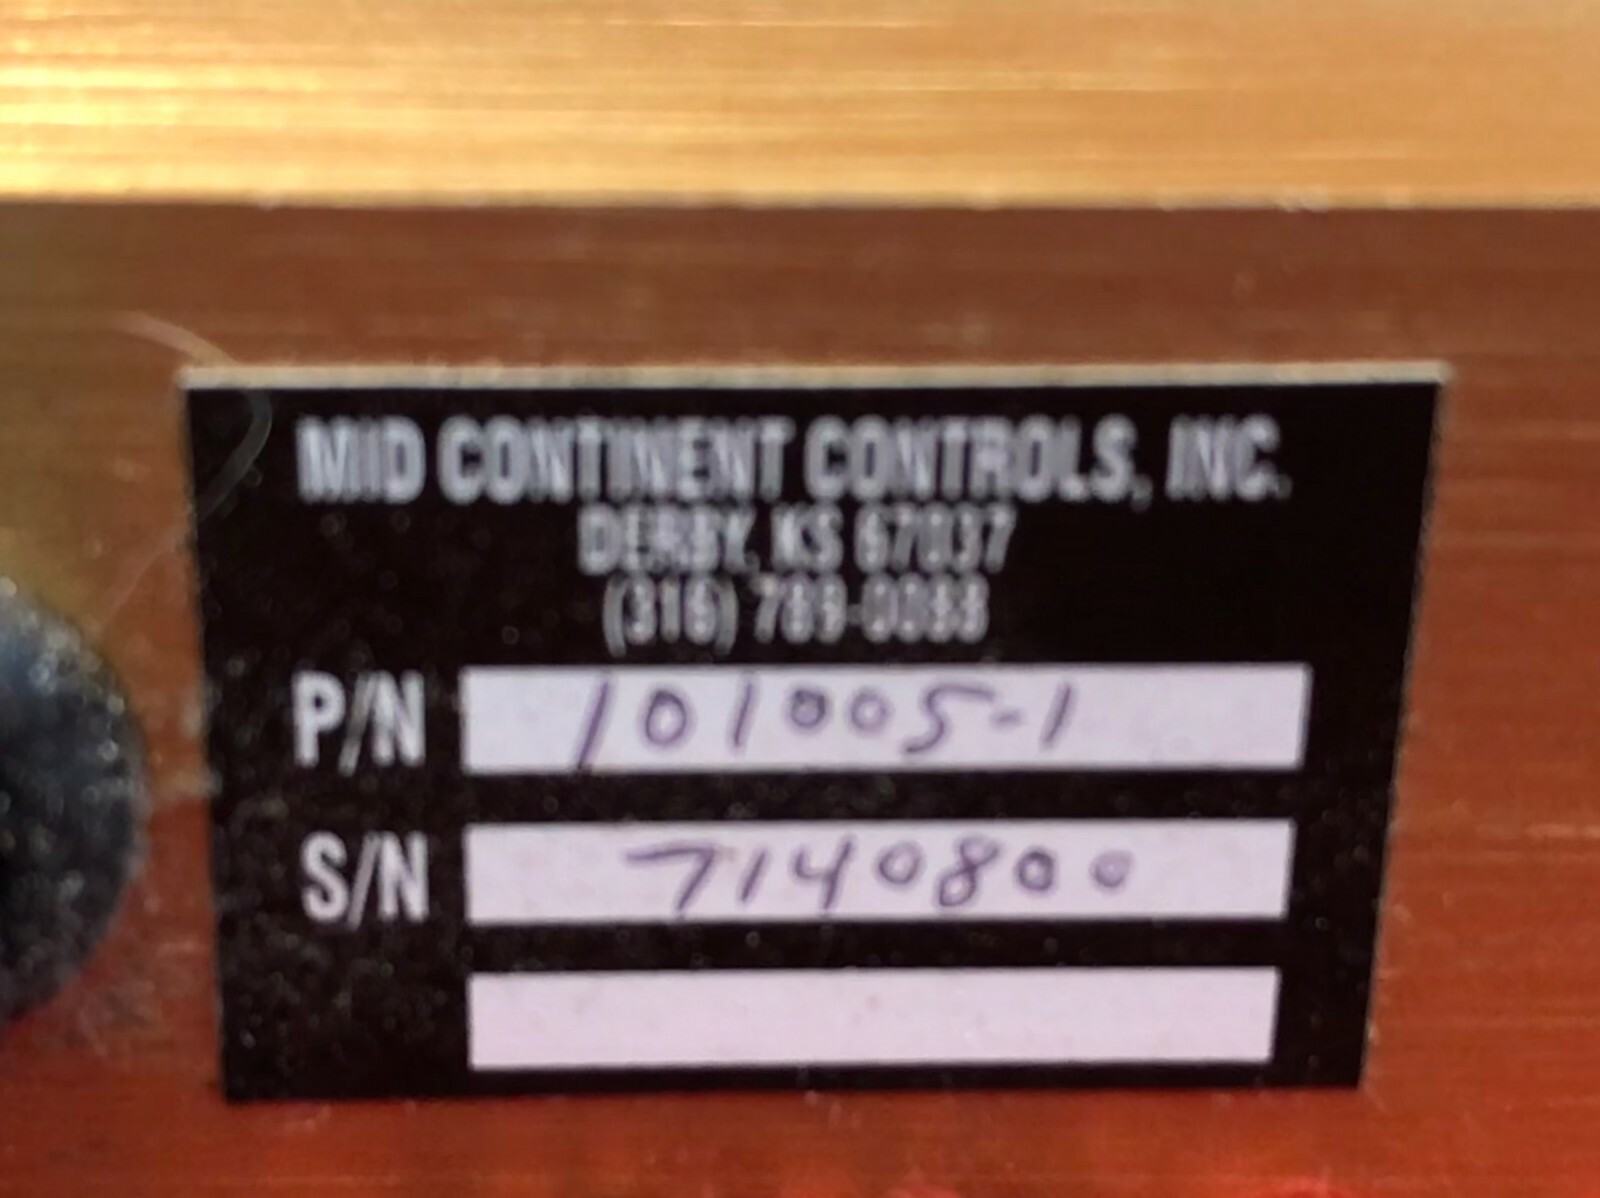 MID CONTINENT CONTROLS, INC.
DERBY, KS 67037
(316) 789-0088
P/N 101005-1
S/N 7140800